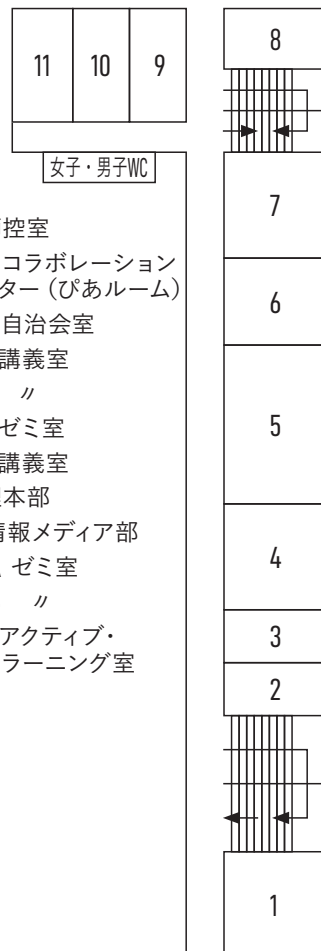 11
10
9
女子・男子WC
控室
コラボレーション
ター（ぴあルーム）
自治会室
講義室
〃
ゼミ室
講義室
本部
情報メディア部
ゼミ室
〃
アクティブ・
ラーニング室
8
7
6
5
4
3
2
1